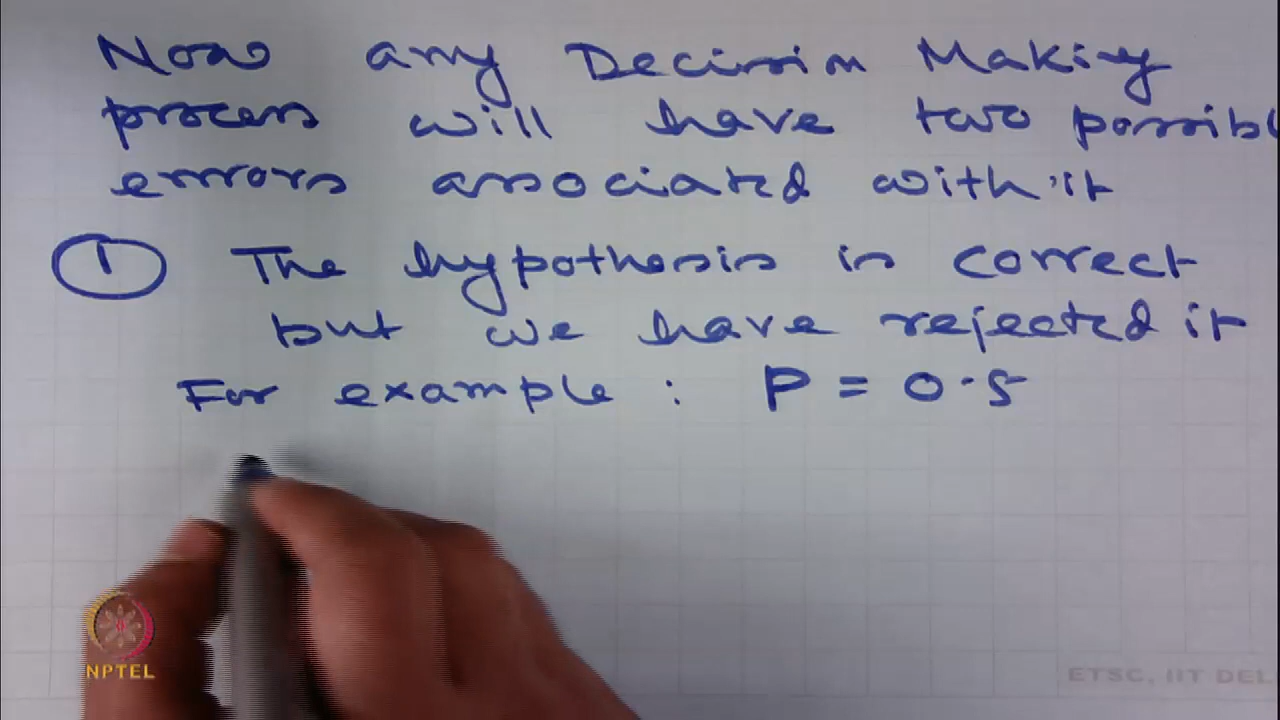 Now any Decision Making
process will have two possibl
errors associated with it
1 The hypothesis is correct
but we have rejected it
For example : P = 0.5
NPTEL
ETSC, IIT DEL